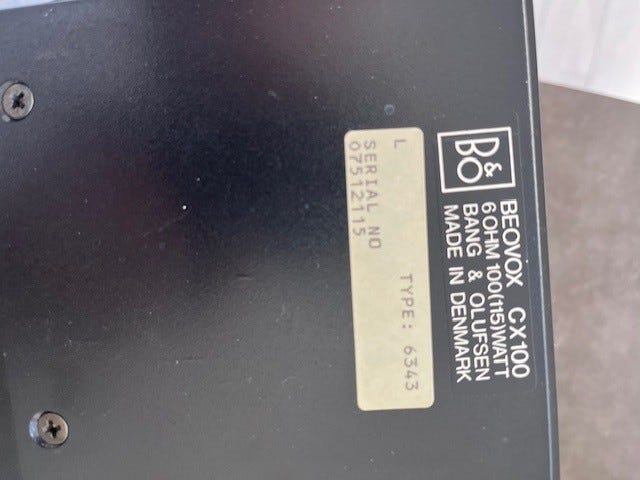 B&O
BEOVOX CX100
6 OHM 100(115)WATT
BANG & OLUFSEN
MADE IN DENMARK
L TYPE: 6343
SERIAL NO
07512115